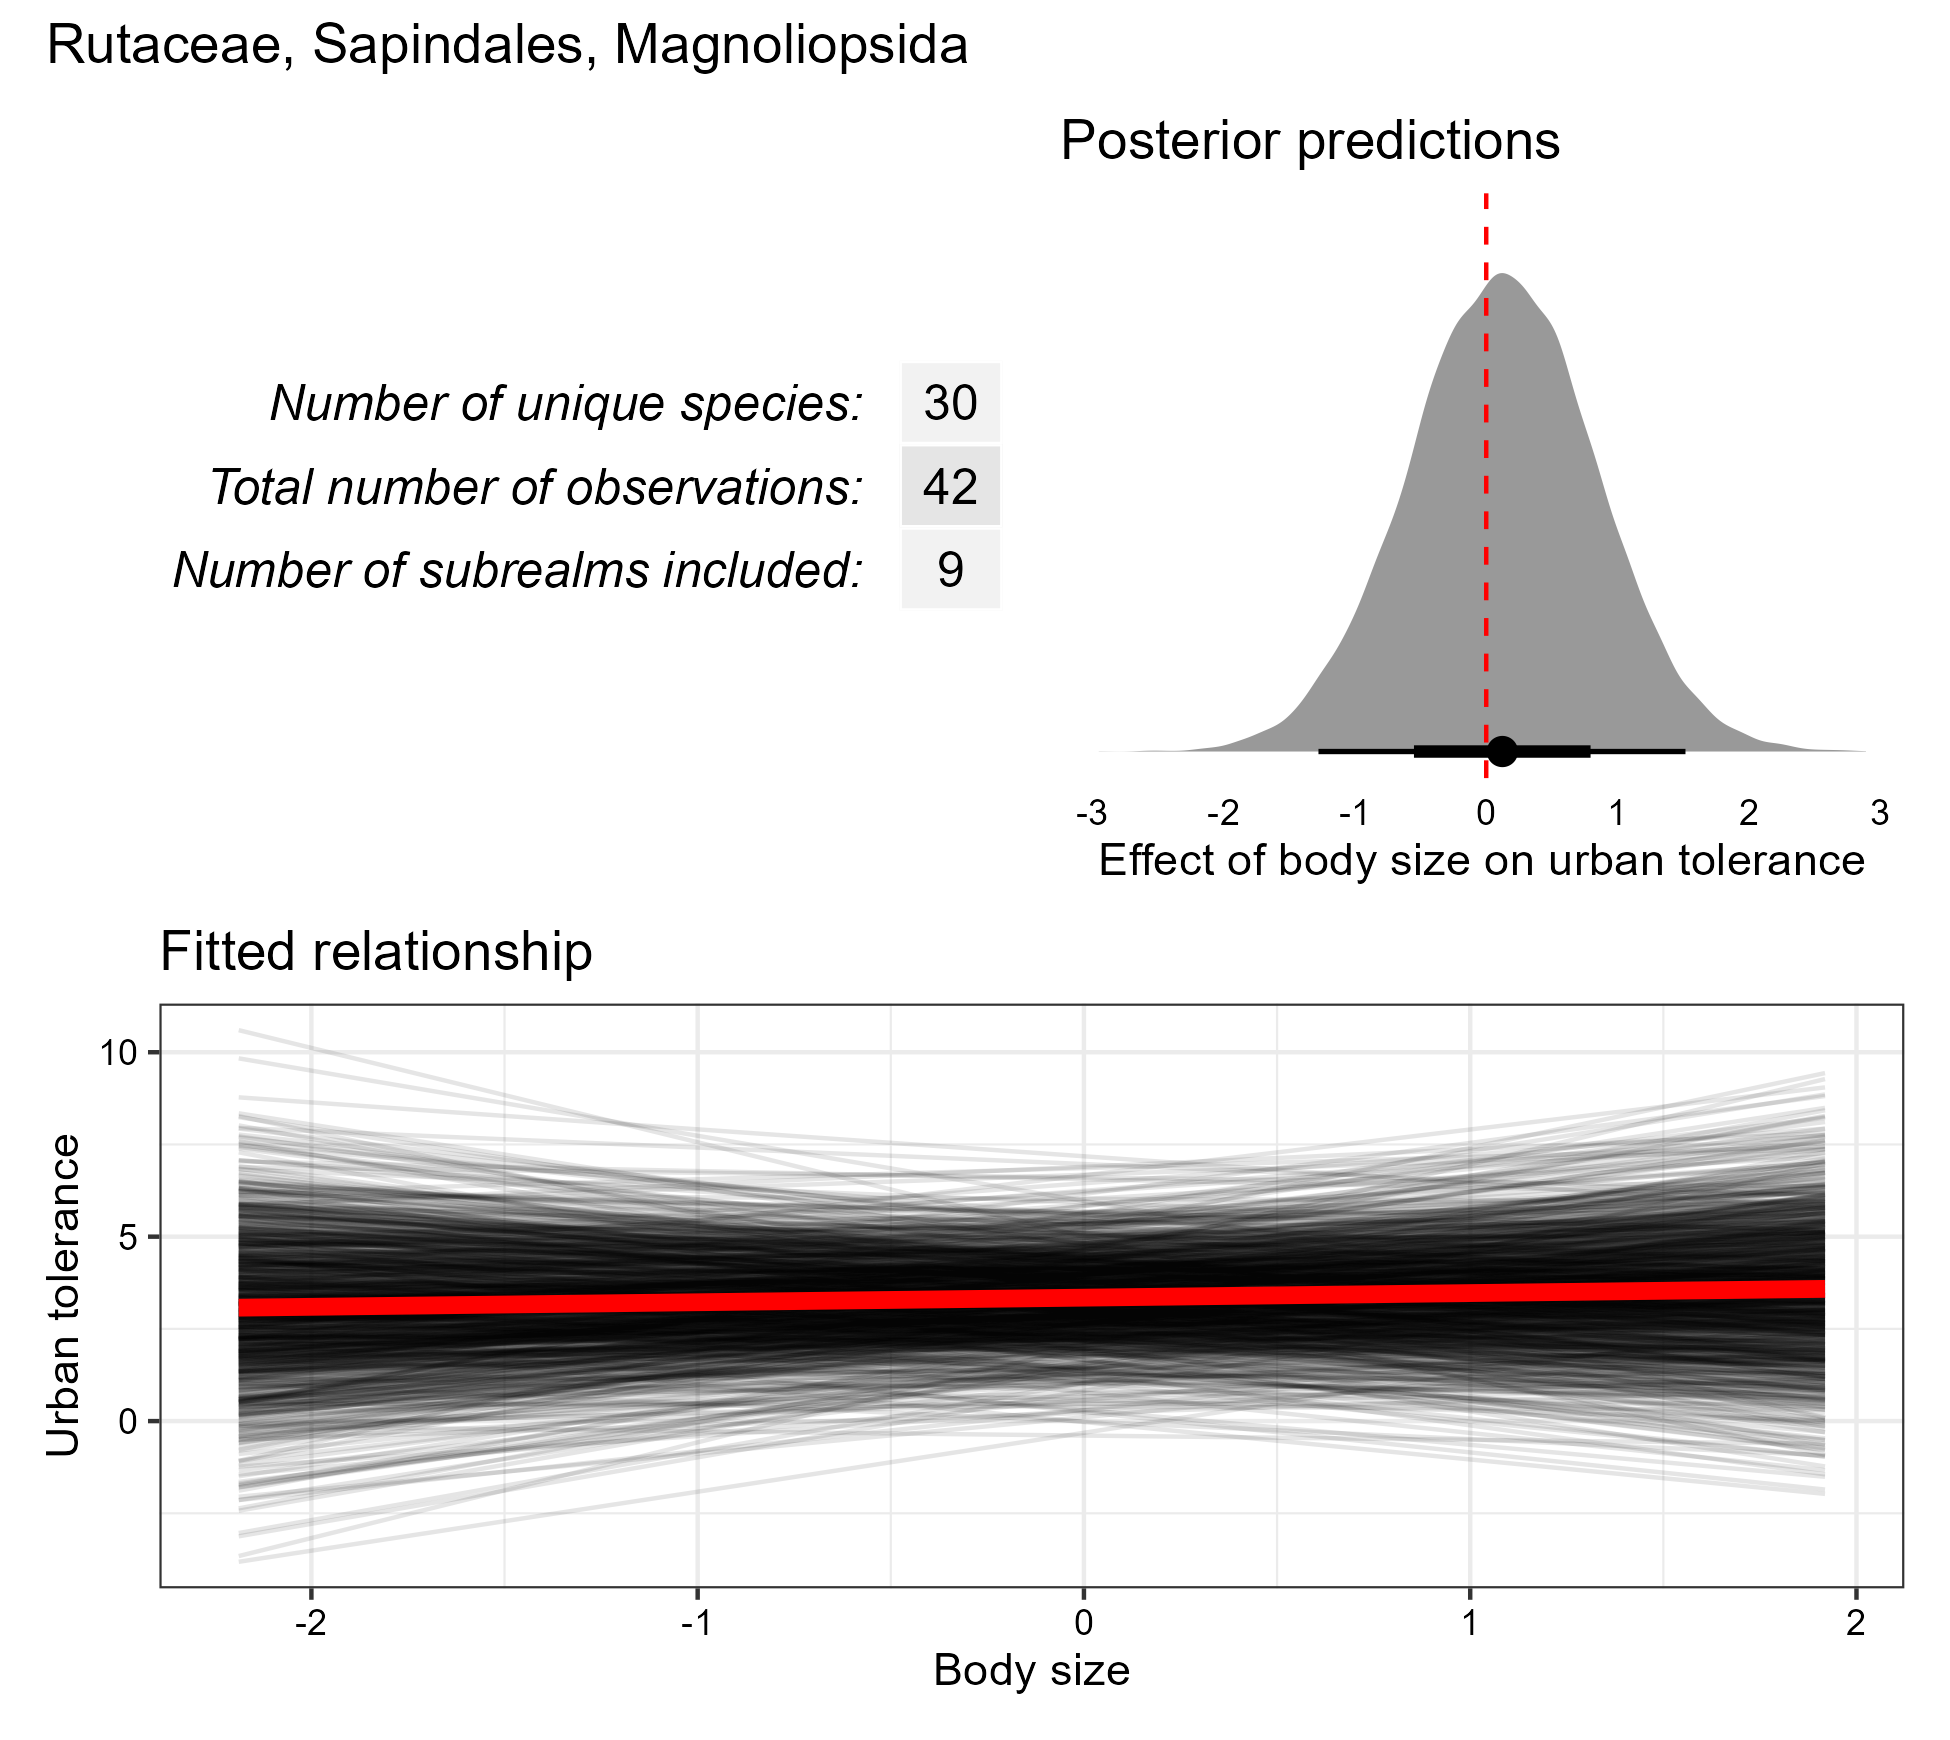 Rutaceae, Sapindales, Magnoliopsida
Posterior predictions
Number of unique species: 30
Total number of observations: 42
Number of subrealms included: 9
-3 -2 -1 0 1 2 3
Effect of body size on urban tolerance
Fitted relationship
Urban tolerance
10
5
0
-2 -1 0 1 2
Body size